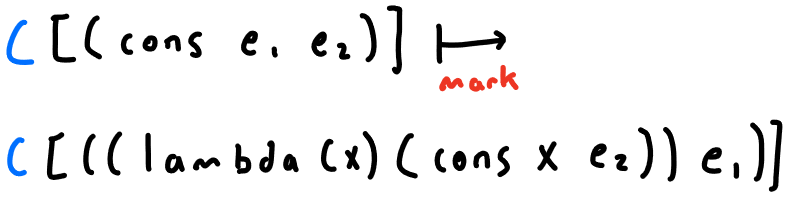 C[(cons e₁ e₂)] ↦mark
C[((lambda (x) (cons x e₂)) e₁)]